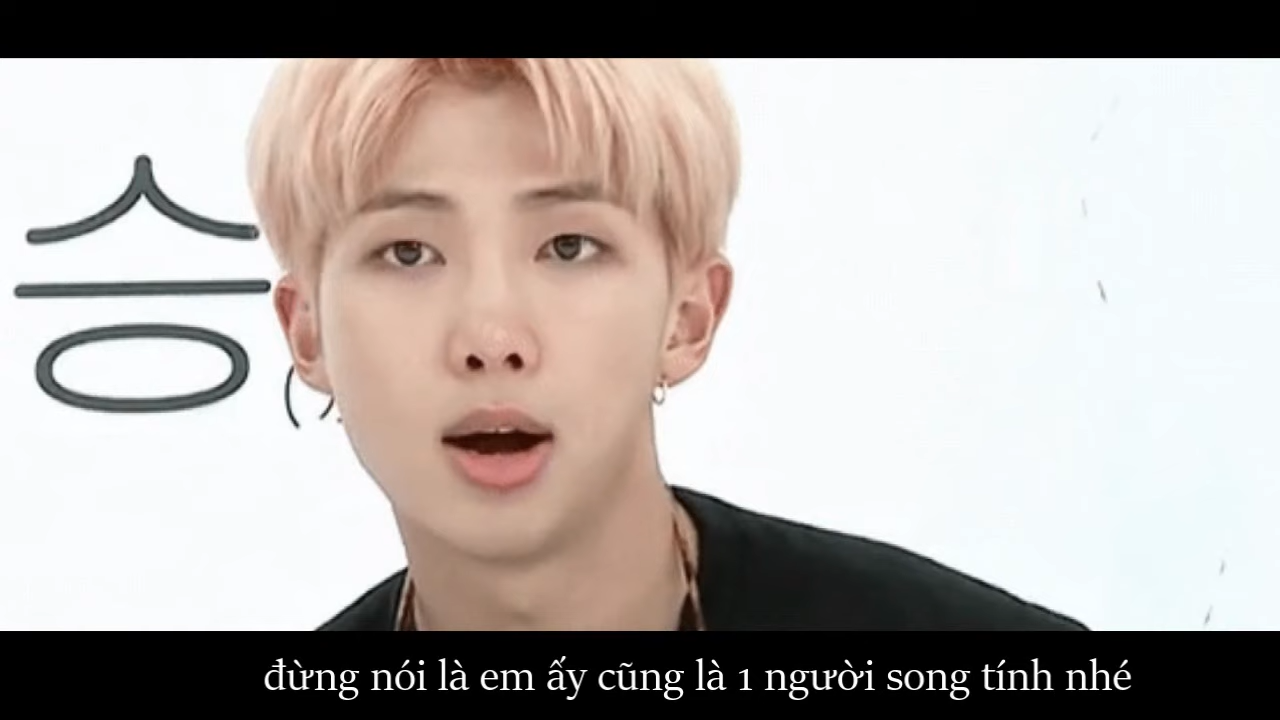 승
đừng nói là em ấy cũng là 1 người song tính nhé